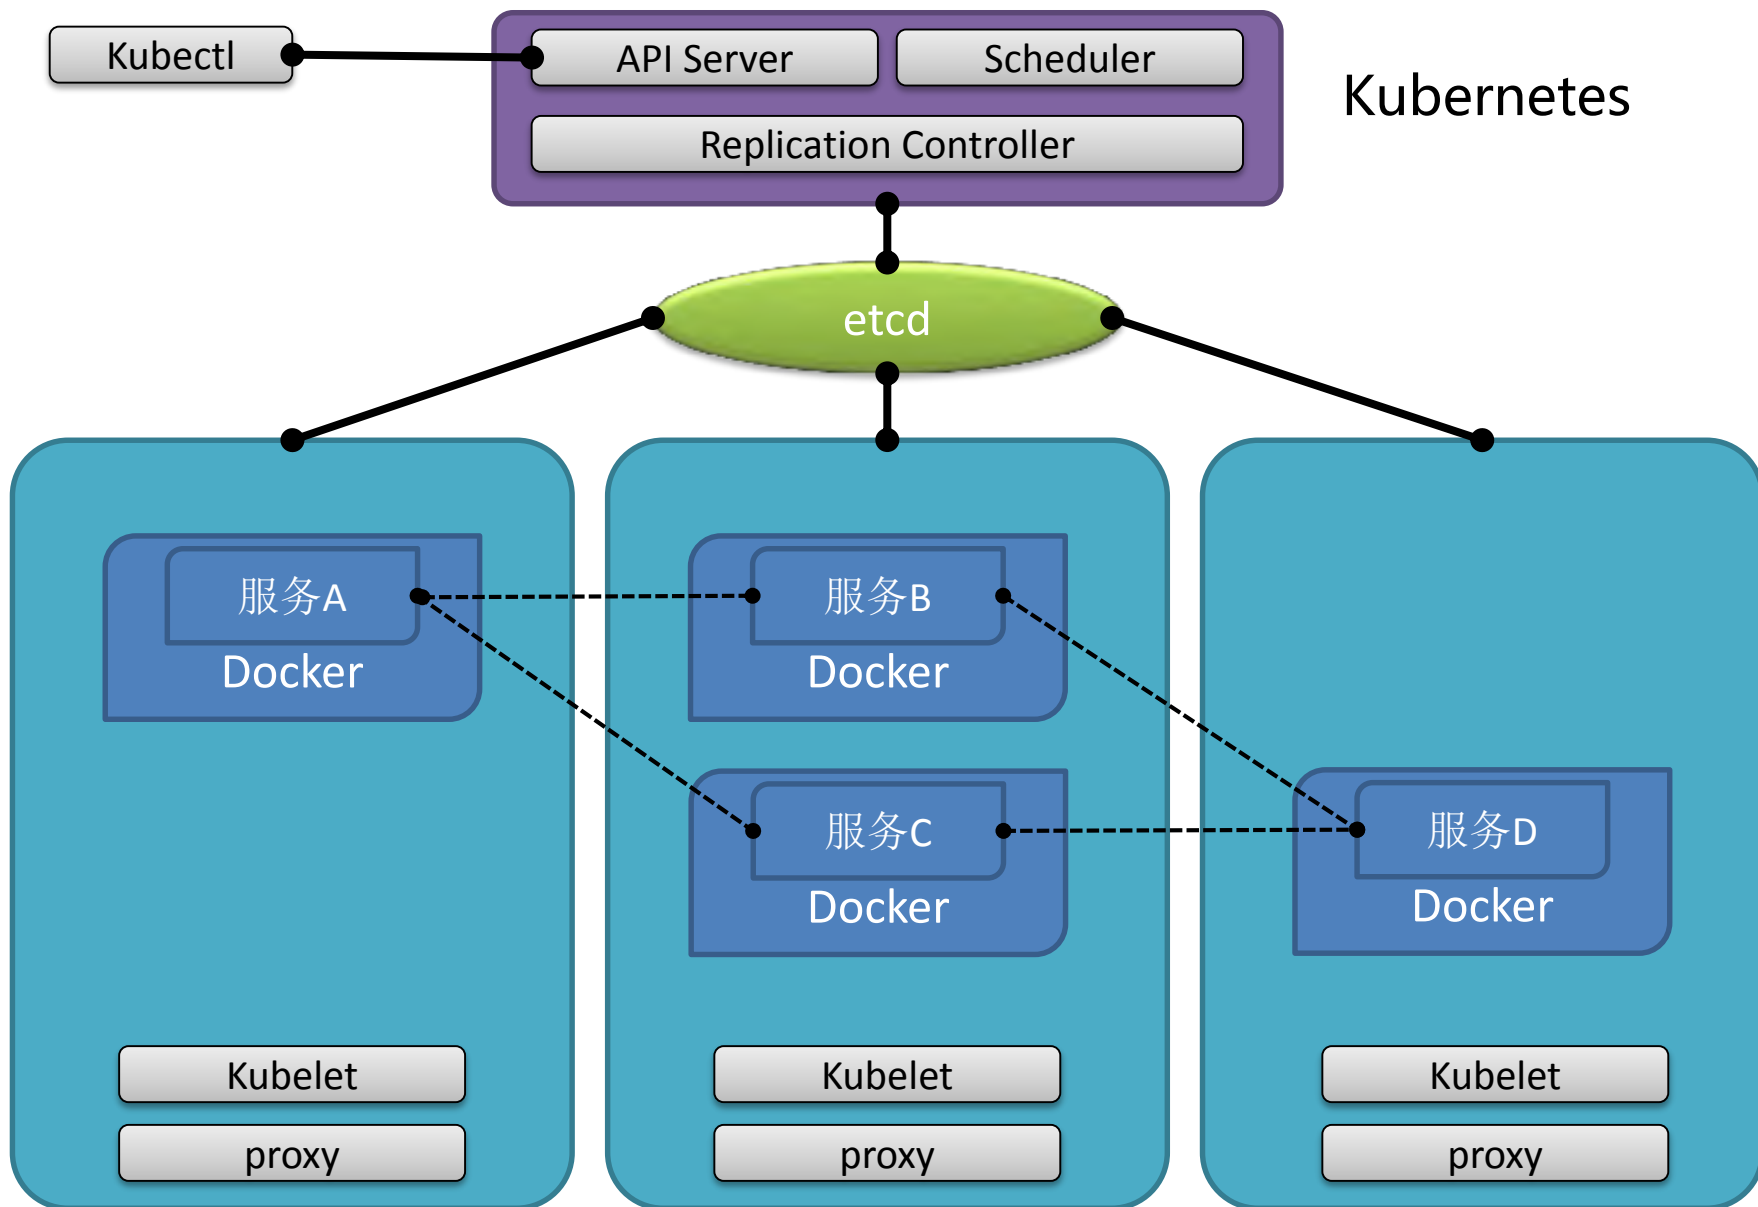 Kubectl
API Server
Scheduler
Kubernetes
Replication Controller
etcd
服务A
Docker
服务B
Docker
服务C
Docker
服务D
Docker
Kubelet
proxy
Kubelet
proxy
Kubelet
proxy